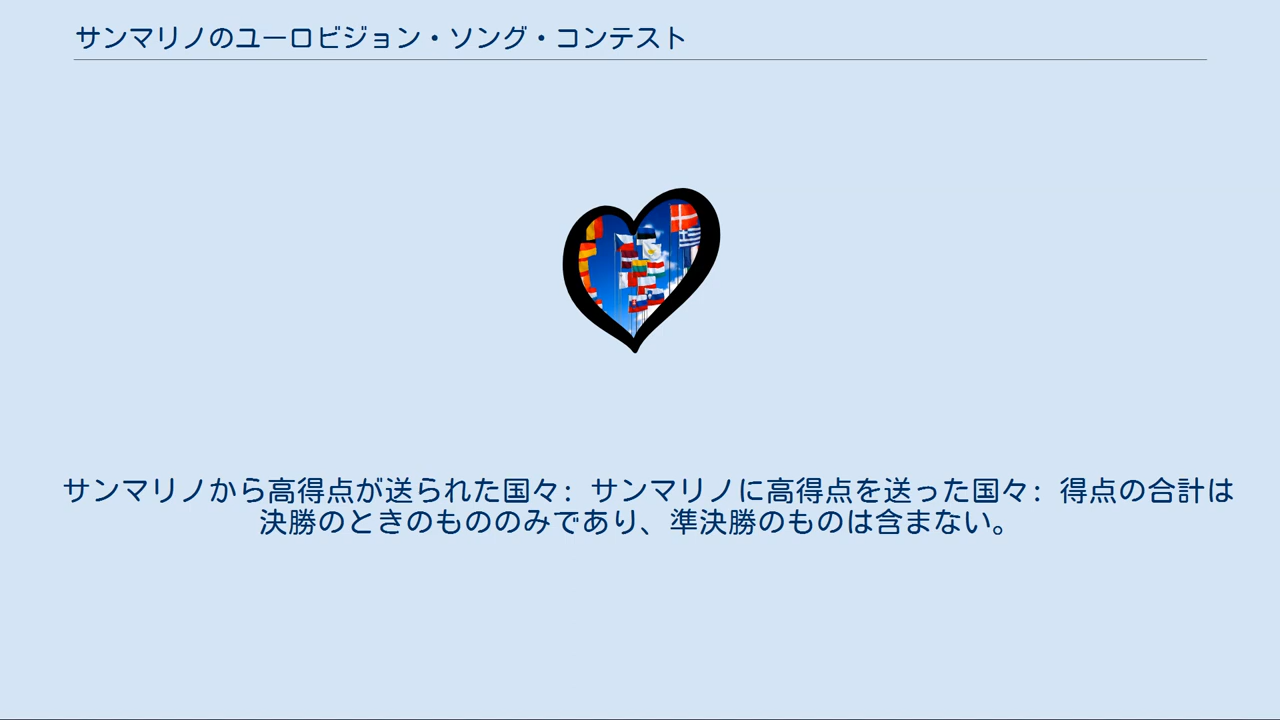 サンマリノのユーロビジョン・ソング・コンテスト
サンマリノから高得点が送られた国々: サンマリノに高得点を送った国々: 得点の合計は
決勝のときのもののみであり、準決勝のものは含まない。